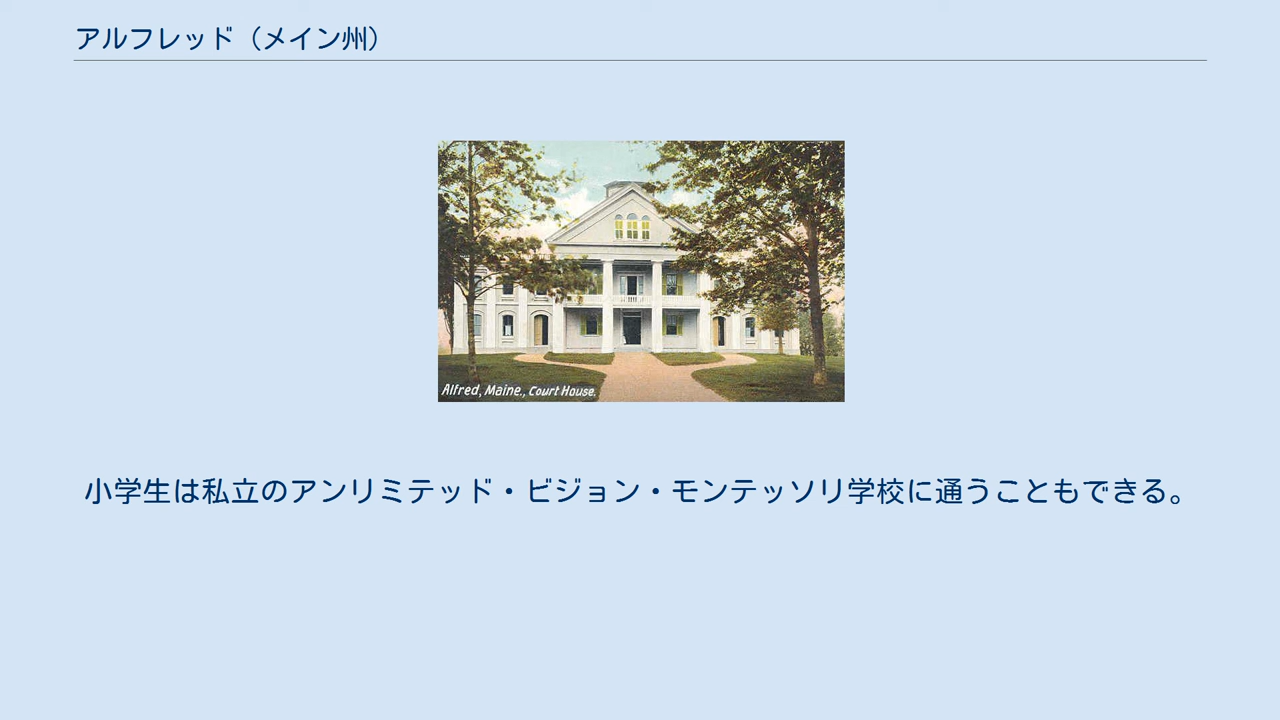 アルフレッド（メイン州）
Alfred, Maine., Court House.
小学生は私立のアンリミテッド・ビジョン・モンテッソリ学校に通うこともできる。